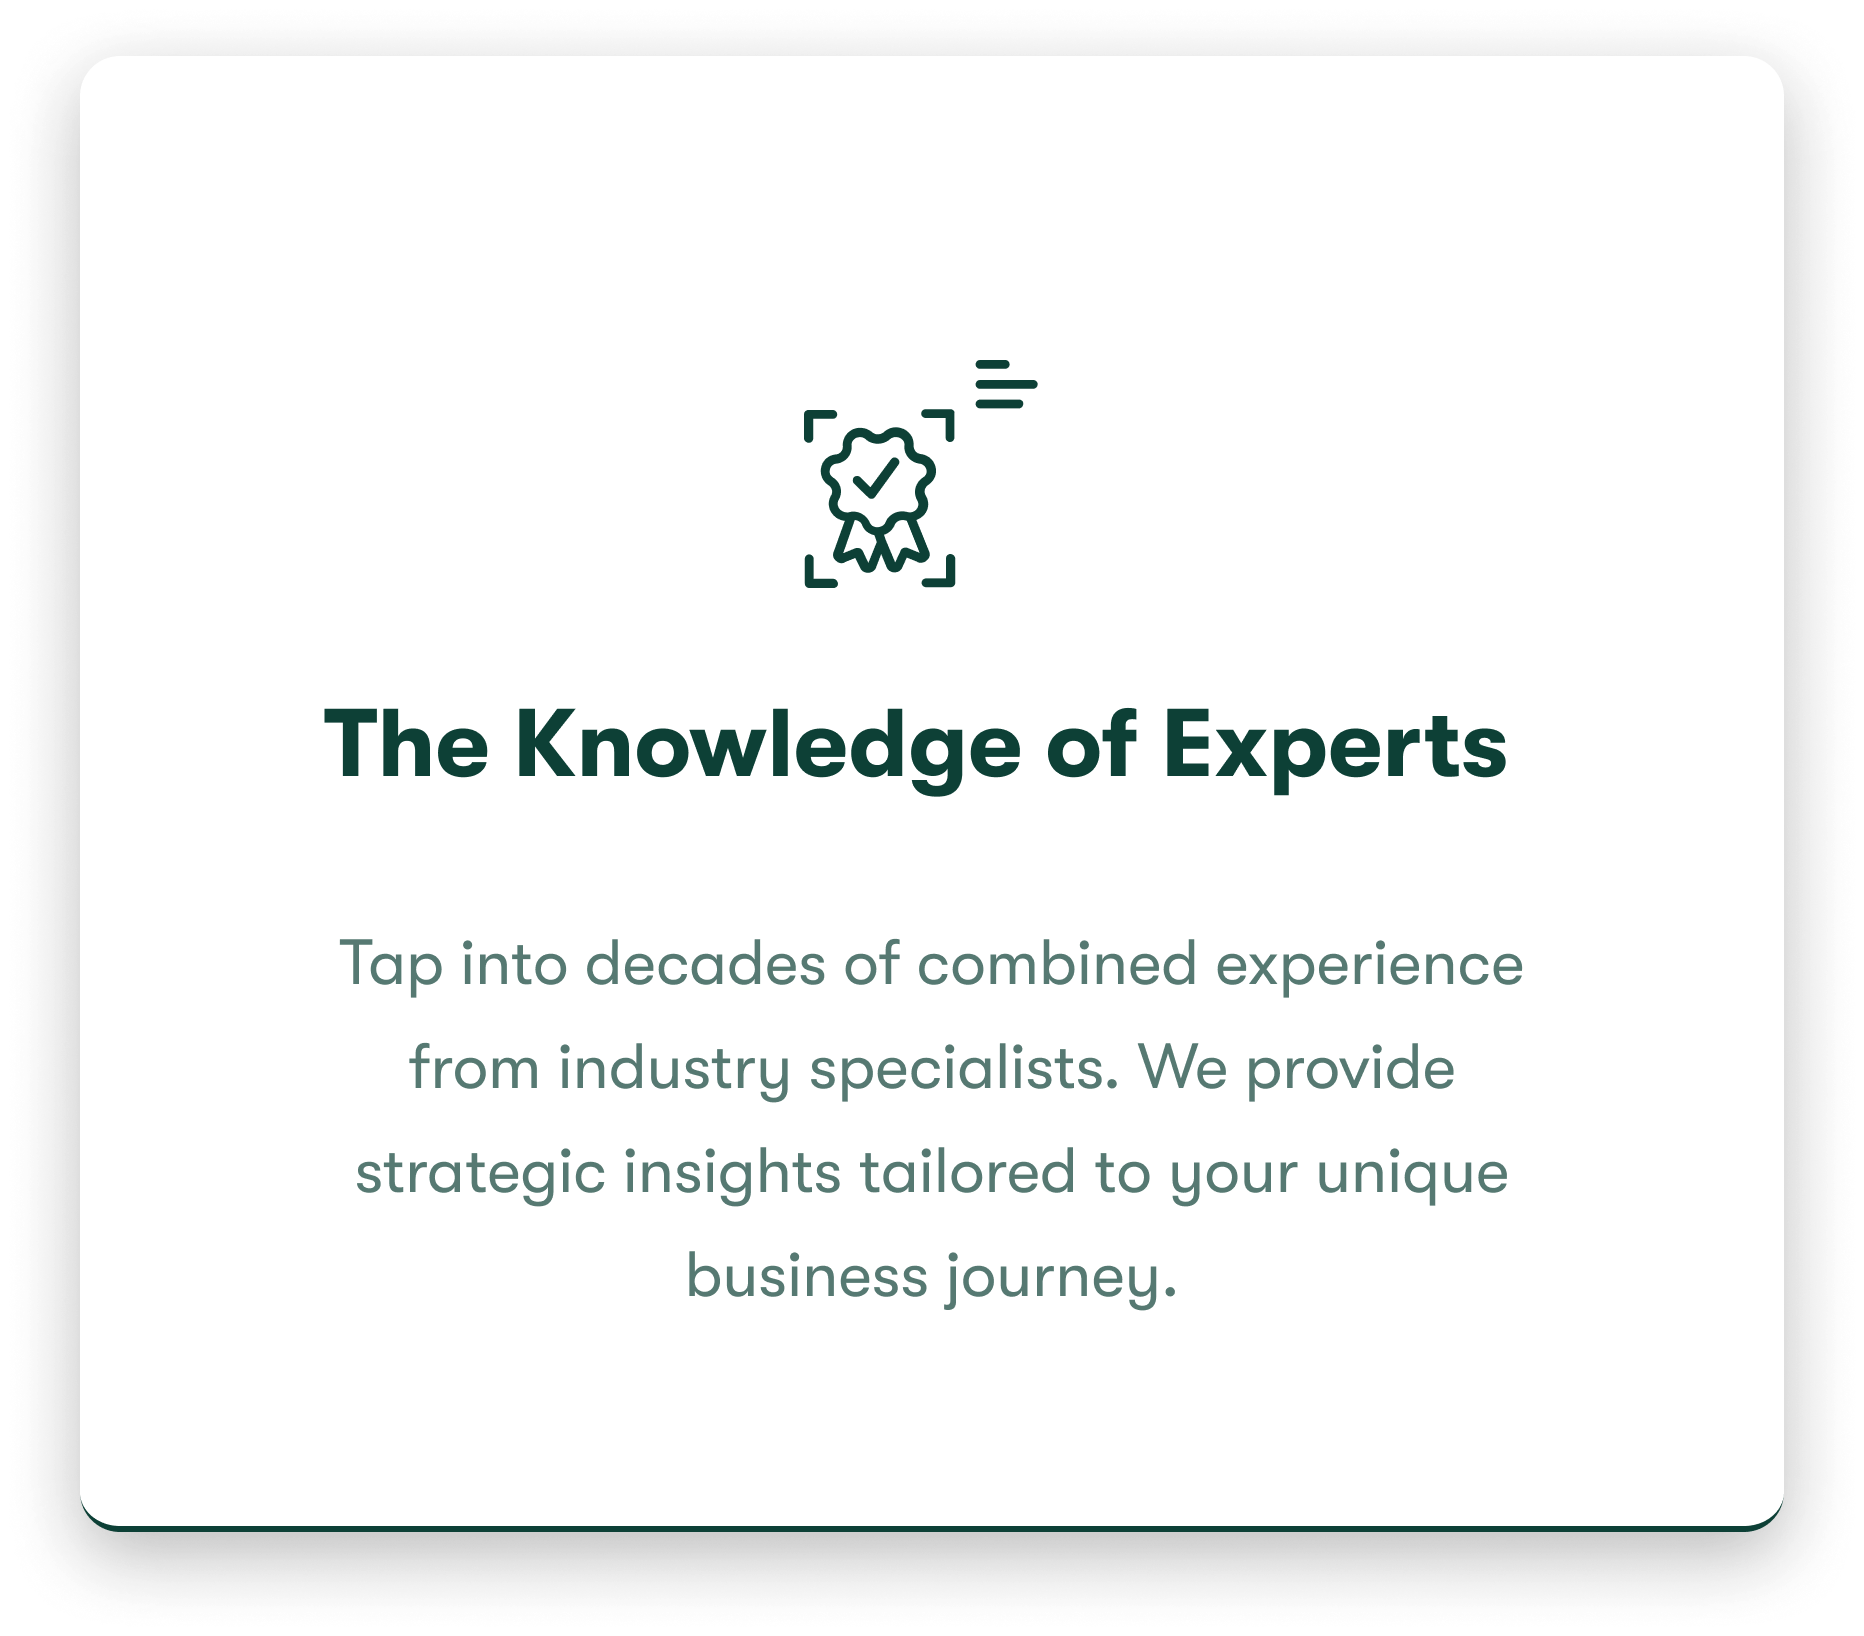 The Knowledge of Experts
Tap into decades of combined experience
from industry specialists. We provide
strategic insights tailored to your unique
business journey.